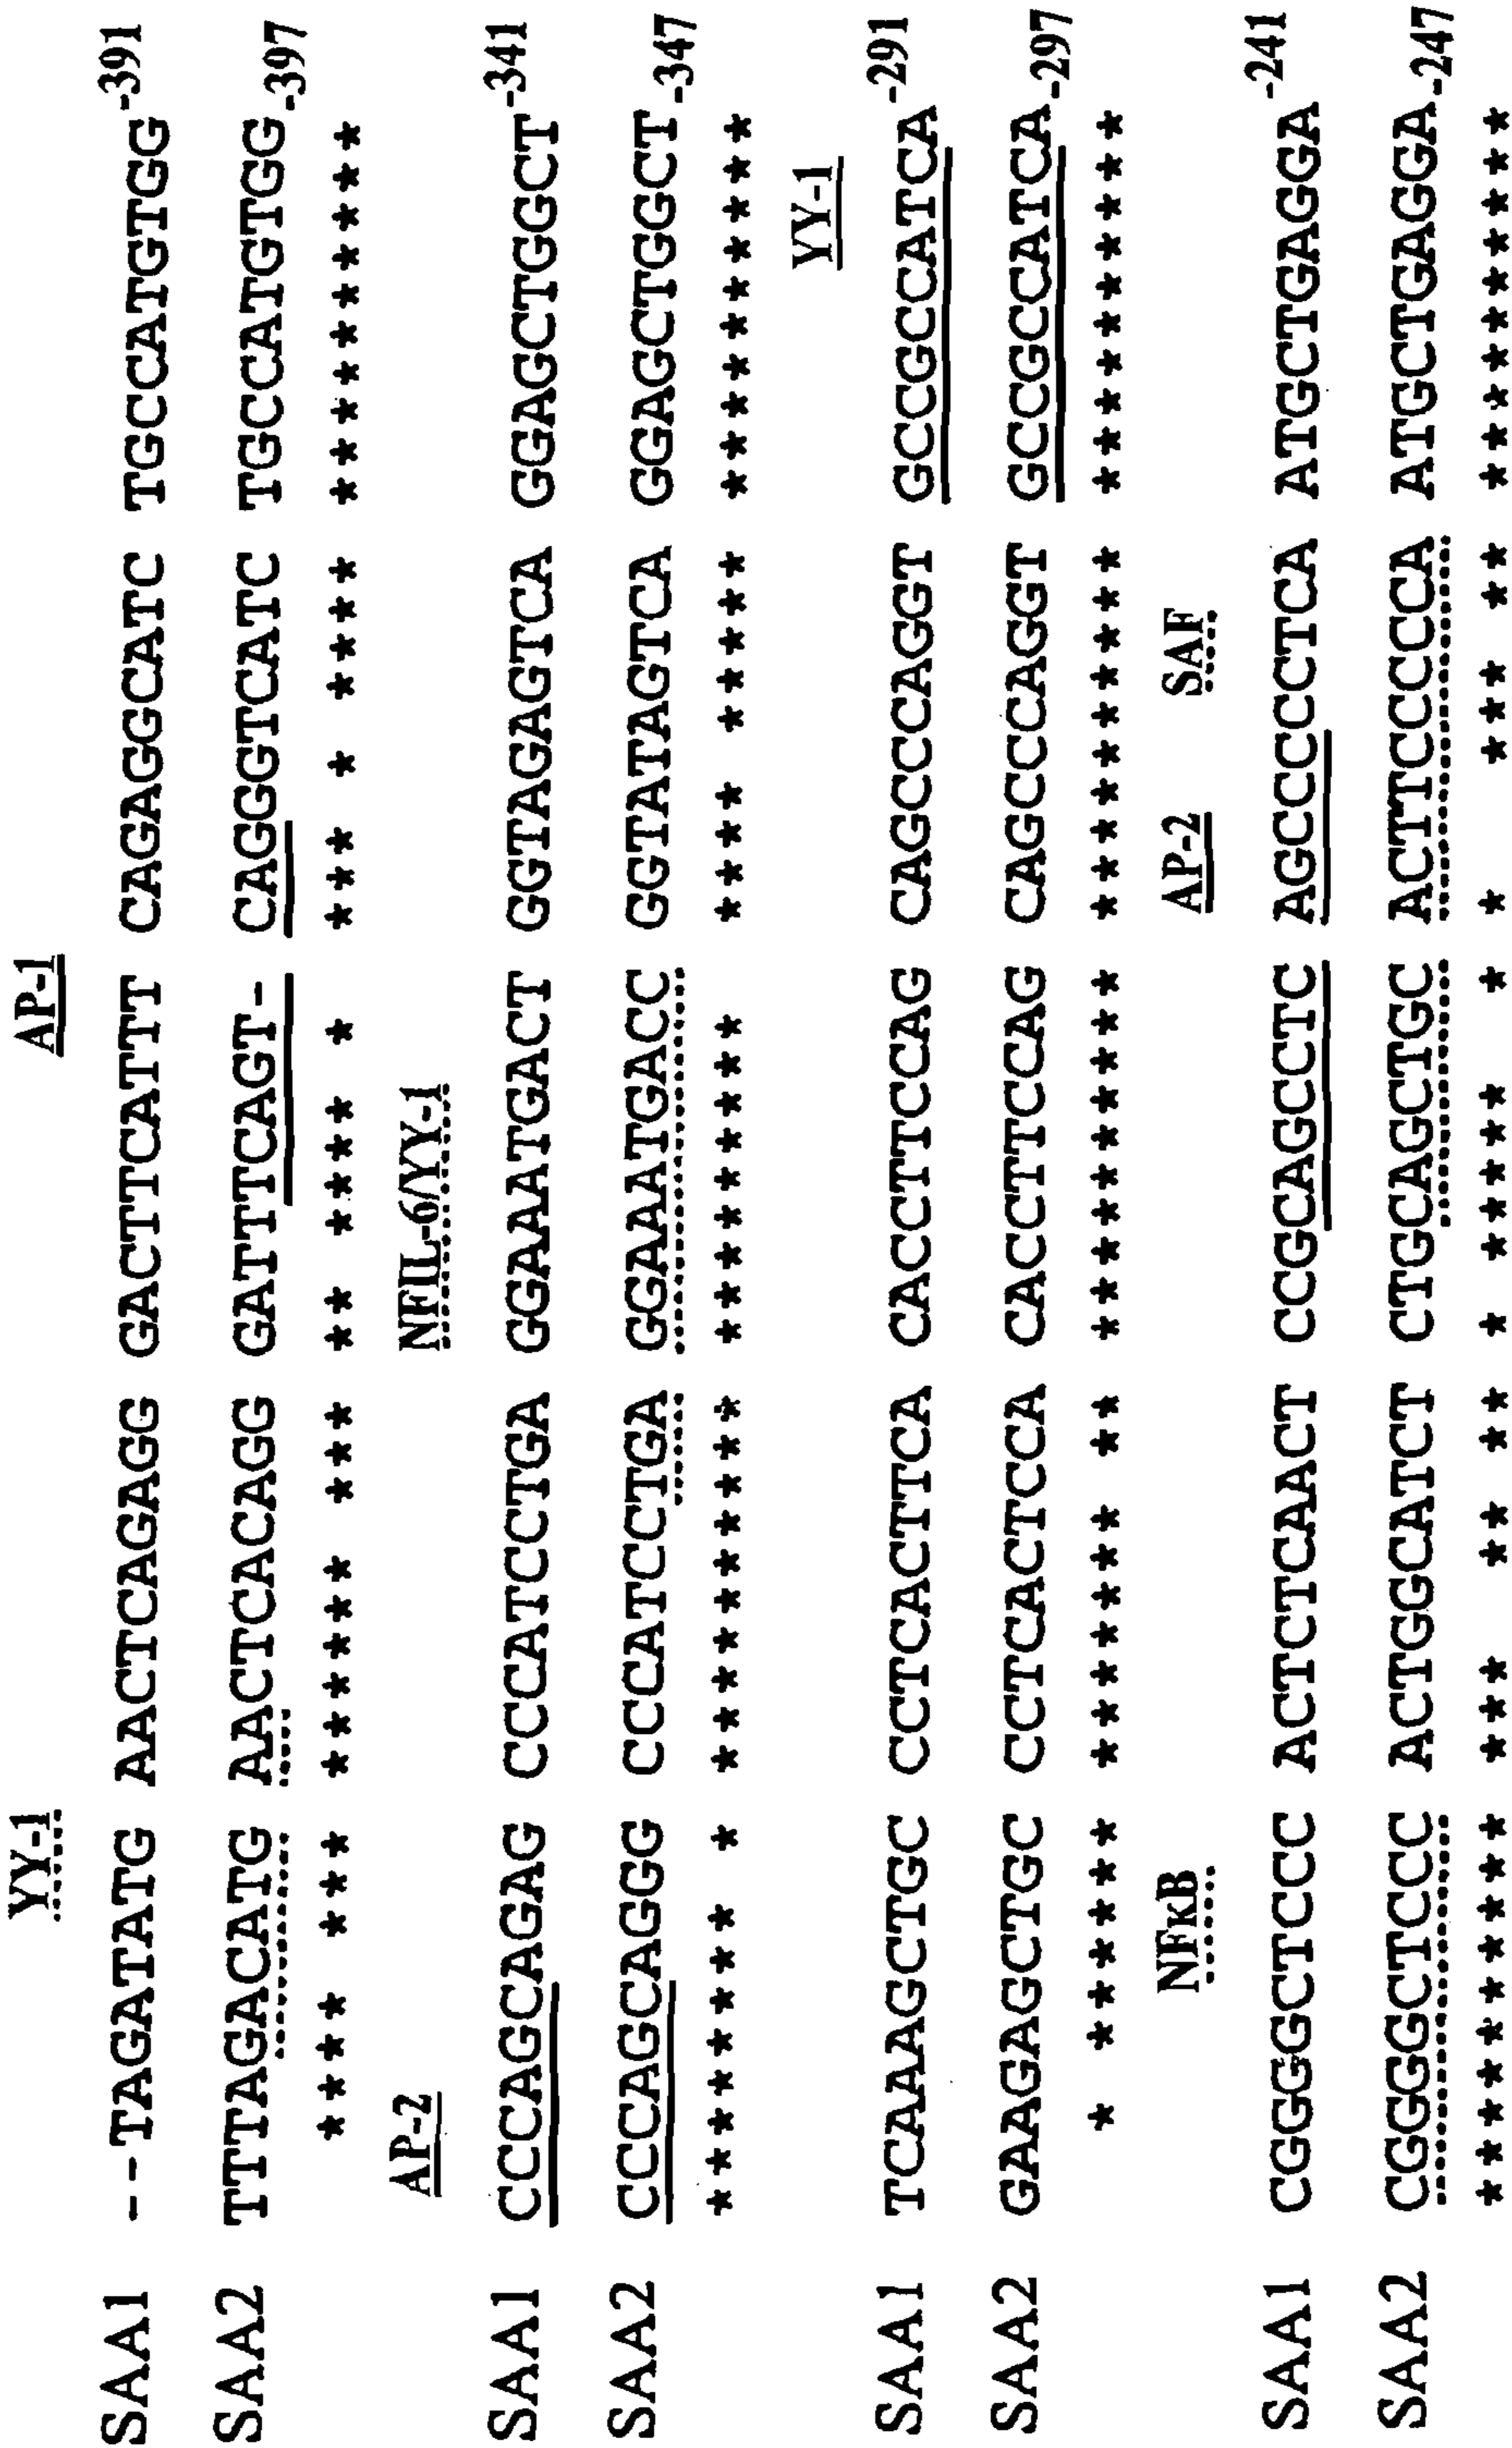 YY-1 AP-1
SAA1 --TAGATATG AACTCAGAGG GACTTCATTT CAGAGGCATC TGCCATGTGG -391
SAA2 TTTAGACATG AACTCACAGG GATTTCAGT- CAGGGTCATC TGCCATGTGG -397
**** *** ***** *** ** **** * *** * **** **********
AP-2 NFIL-6/YY-1
SAA1 CCCAGCAGAG CCCATCCTGA GGAAATGACT GGTAGAGTCA GGAGCTGGCT -341
SAA2 CCCAGCAGGG CCCATCCTGA GGAAATGACC GGTATAGTCA GGAGCTGGCT -347
******** * ********** ********* **** ***** **********
YY-1
SAA1 TCAAAGCTGC CCTCACTTCA CACCTTCCAG CAGCCCAGGT GCCGCCATCA -291
SAA2 GAAGAGCTGC CCTCACTCCA CACCTTCCAG CAGCCCAGGT GCCGCCATCA -297
* ****** ******* ** ********** ********** **********
NFκB AP-2 SAF
SAA1 CGGGGCTCCC ACTCTCAACT CCGCAGCCTC AGCCCCCTCA ATGCTGAGGA -241
SAA2 CGGGGCTCCC ACTGGCATCT CTGCAGCTGC ACTTCCCCCA ATGCTGAGGA -247
********** *** ** ** * ***** * * *** ** **********